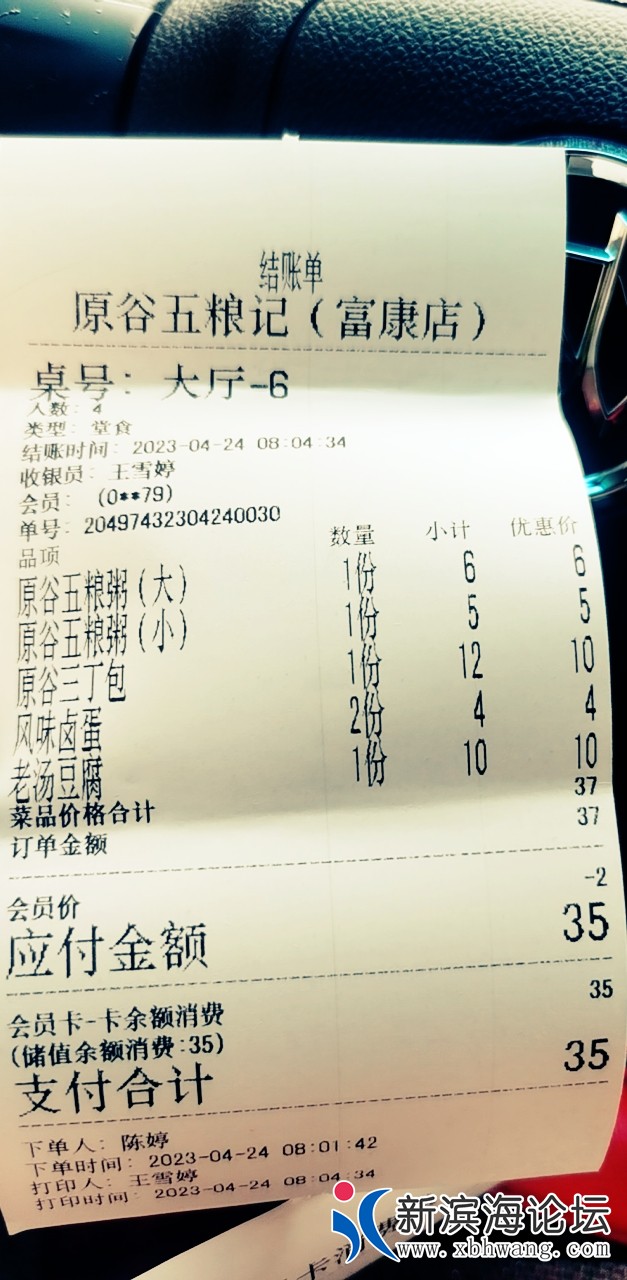 结账单
原谷五粮记（富康店）
桌号：大厅-6
人数：4
类型：堂食
结账时间：2023-04-24 08:04:34
收银员：王雪婷
会员：（0**79）
单号：20497432304240030
品项 数量 小计 优惠价
原谷五粮粥（大） 1份 6 6
原谷五粮粥（小） 1份 5 5
原谷三丁包 1份 12 10
风味卤蛋 2份 4 4
老汤豆腐 1份 10 10
菜品价格合计 37
订单金额 37
会员价 -2
应付金额 35
会员卡-卡余额消费 35
(储值余额消费:35)
支付合计 35
下单人：陈婷
下单时间：2023-04-24 08:01:42
打印人：王雪婷
打印时间：2023-04-24 08:04:34
新滨海论坛
www.xbhwang.com